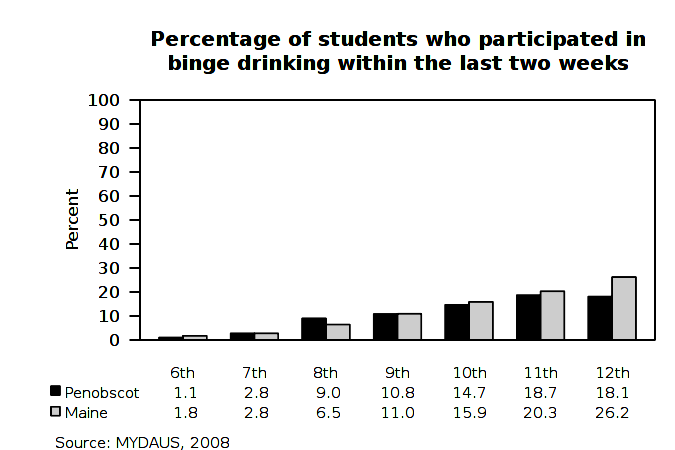 Percentage of students who participated in
binge drinking within the last two weeks
100
90
80
70
60
50
40
30
20
10
0
Percent
6th 7th 8th 9th 10th 11th 12th
Penobscot 1.1 2.8 9.0 10.8 14.7 18.7 18.1
Maine 1.8 2.8 6.5 11.0 15.9 20.3 26.2
Source: MYDAUS, 2008